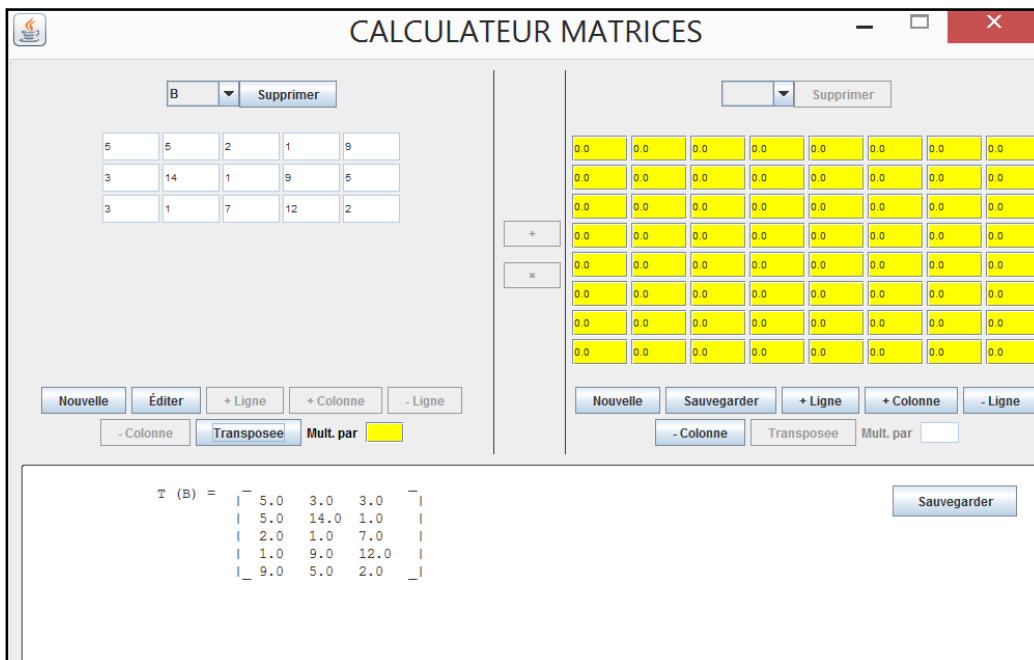 CALCULATEUR MATRICES
B Supprimer
5 5 2 1 9
3 14 1 9 5
3 1 7 12 2
Nouvelle Éditer + Ligne + Colonne - Ligne
- Colonne Transposee Mult. par
+
×
Supprimer
0.0 0.0 0.0 0.0 0.0 0.0 0.0 0.0
0.0 0.0 0.0 0.0 0.0 0.0 0.0 0.0
0.0 0.0 0.0 0.0 0.0 0.0 0.0 0.0
0.0 0.0 0.0 0.0 0.0 0.0 0.0 0.0
0.0 0.0 0.0 0.0 0.0 0.0 0.0 0.0
0.0 0.0 0.0 0.0 0.0 0.0 0.0 0.0
0.0 0.0 0.0 0.0 0.0 0.0 0.0 0.0
0.0 0.0 0.0 0.0 0.0 0.0 0.0 0.0
Nouvelle Sauvegarder + Ligne + Colonne - Ligne
- Colonne Transposee Mult. par
T (B) =
5.0 3.0 3.0
5.0 14.0 1.0
2.0 1.0 7.0
1.0 9.0 12.0
9.0 5.0 2.0
Sauvegarder